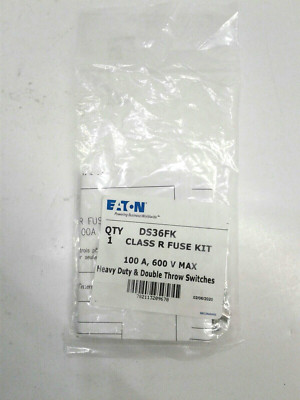 R FUS
00A
EATON
Powering Business Worldwide
QTY DS36FK
1 CLASS R FUSE KIT
100 A, 600 V MAX
Heavy Duty & Double Throw Switches